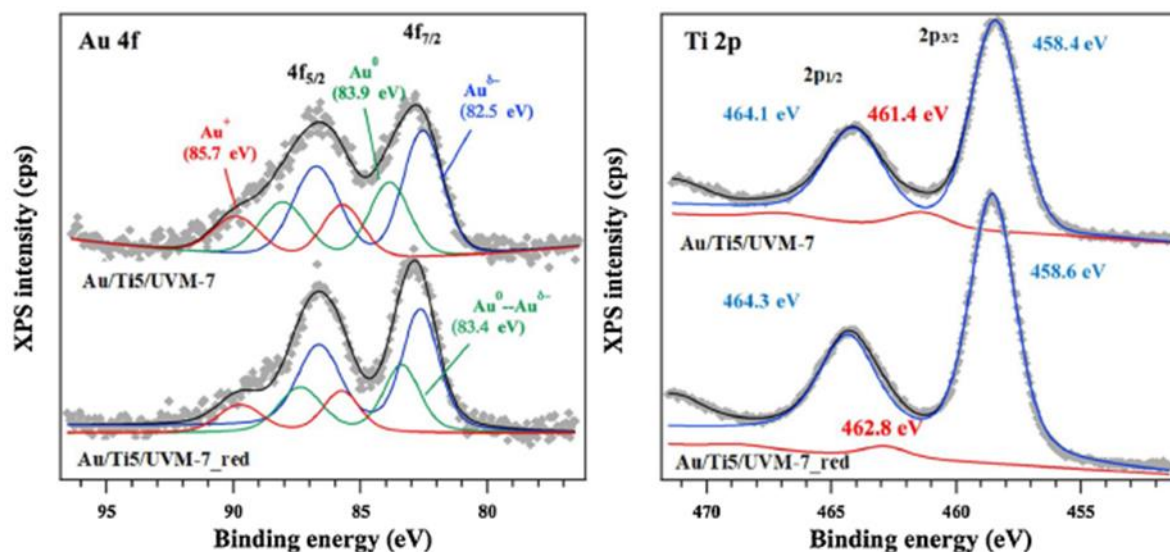 Au 4f
4f7/2
4f5/2
Au0
(83.9 eV)
Auδ−
(82.5 eV)
Au+
(85.7 eV)
Au/Ti5/UVM-7
Au0--Auδ−
(83.4 eV)
Au/Ti5/UVM-7_red
XPS intensity (cps)
95
90
85
80
Binding energy (eV)
Ti 2p
2p3/2
458.4 eV
2p1/2
464.1 eV
461.4 eV
Au/Ti5/UVM-7
458.6 eV
464.3 eV
462.8 eV
Au/Ti5/UVM-7_red
XPS intensity (cps)
470
465
460
455
Binding energy (eV)